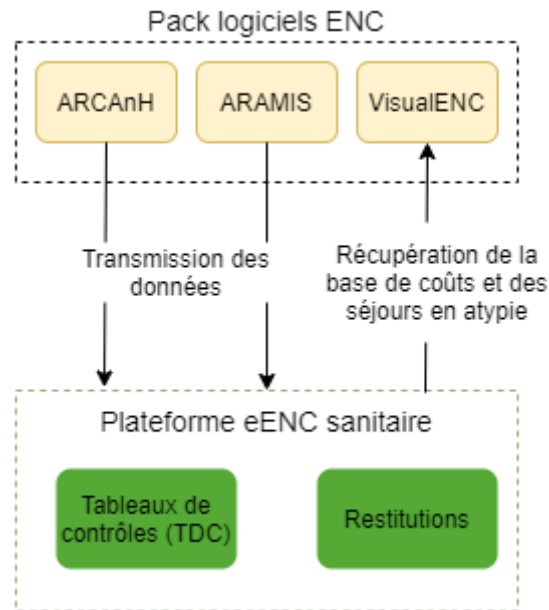 Pack logiciels ENC
ARCAnH
ARAMIS
VisualENC
Transmission des
données
Récupération de la
base de coûts et des
séjours en atypie
Plateforme eENC sanitaire
Tableaux de
contrôles (TDC)
Restitutions